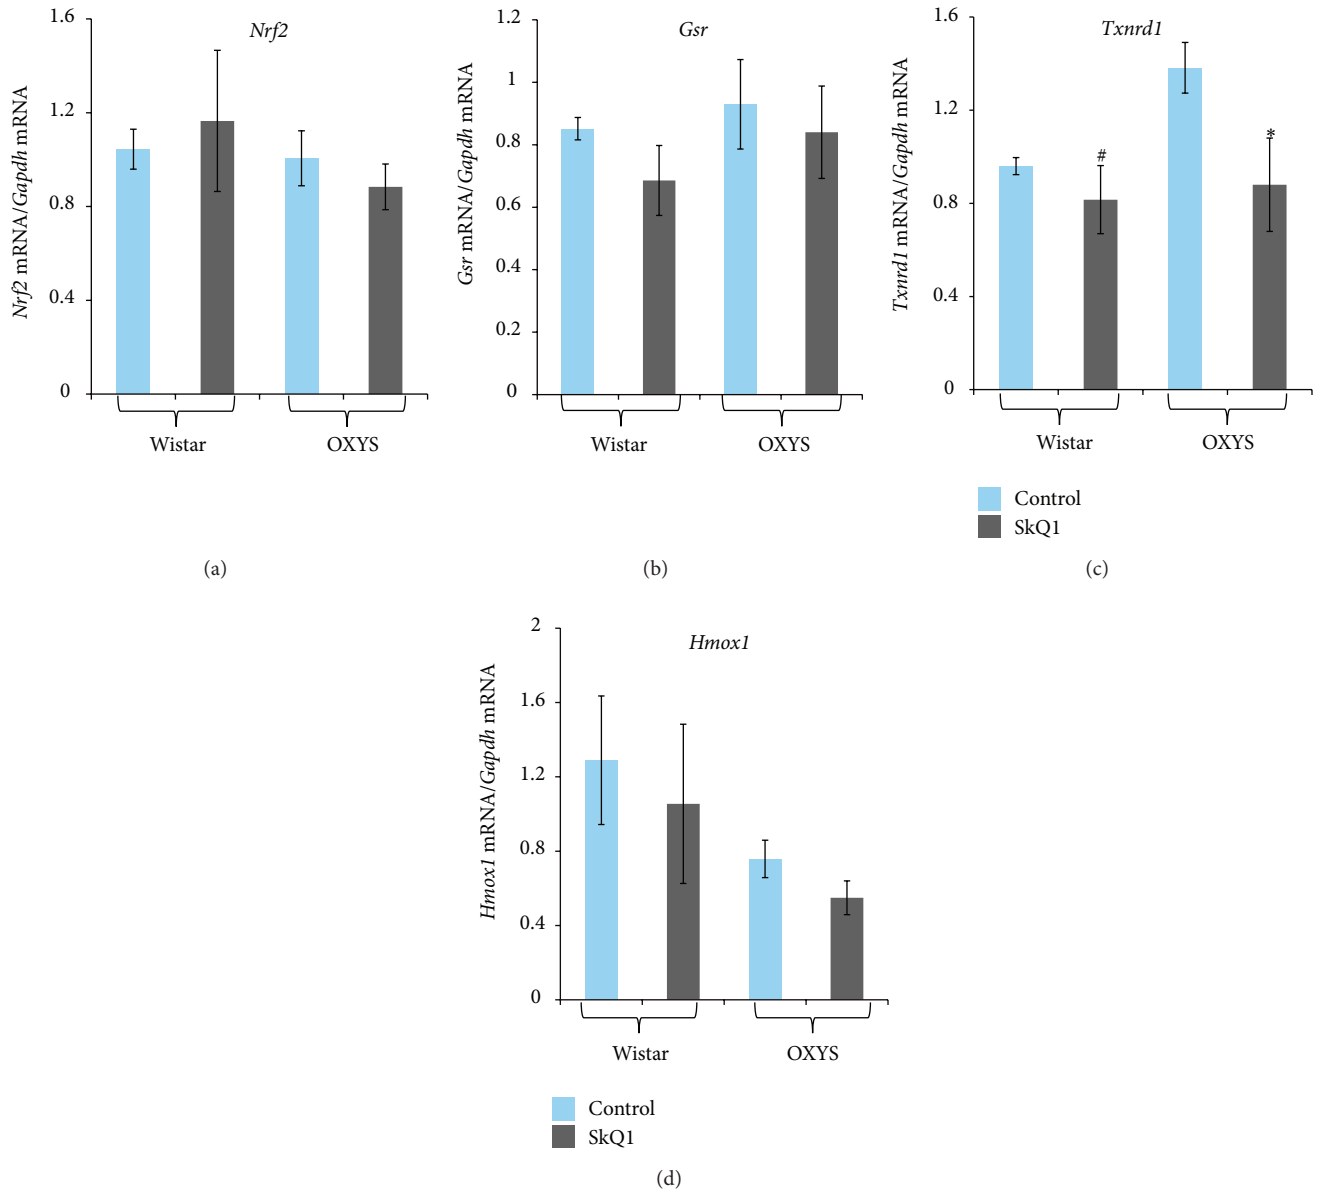 Nrf2
Nrf2 mRNA/Gapdh mRNA
1.6
1.2
0.8
0.4
0
Wistar
OXYS
(a)
Gsr
Gsr mRNA/Gapdh mRNA
1.2
1
0.8
0.6
0.4
0.2
0
Wistar
OXYS
(b)
Txnrd1
Txnrd1 mRNA/Gapdh mRNA
1.6
1.2
0.8
0.4
0
#
*
Wistar
OXYS
Control
SkQ1
(c)
Hmox1
Hmox1 mRNA/Gapdh mRNA
2
1.6
1.2
0.8
0.4
0
Wistar
OXYS
Control
SkQ1
(d)